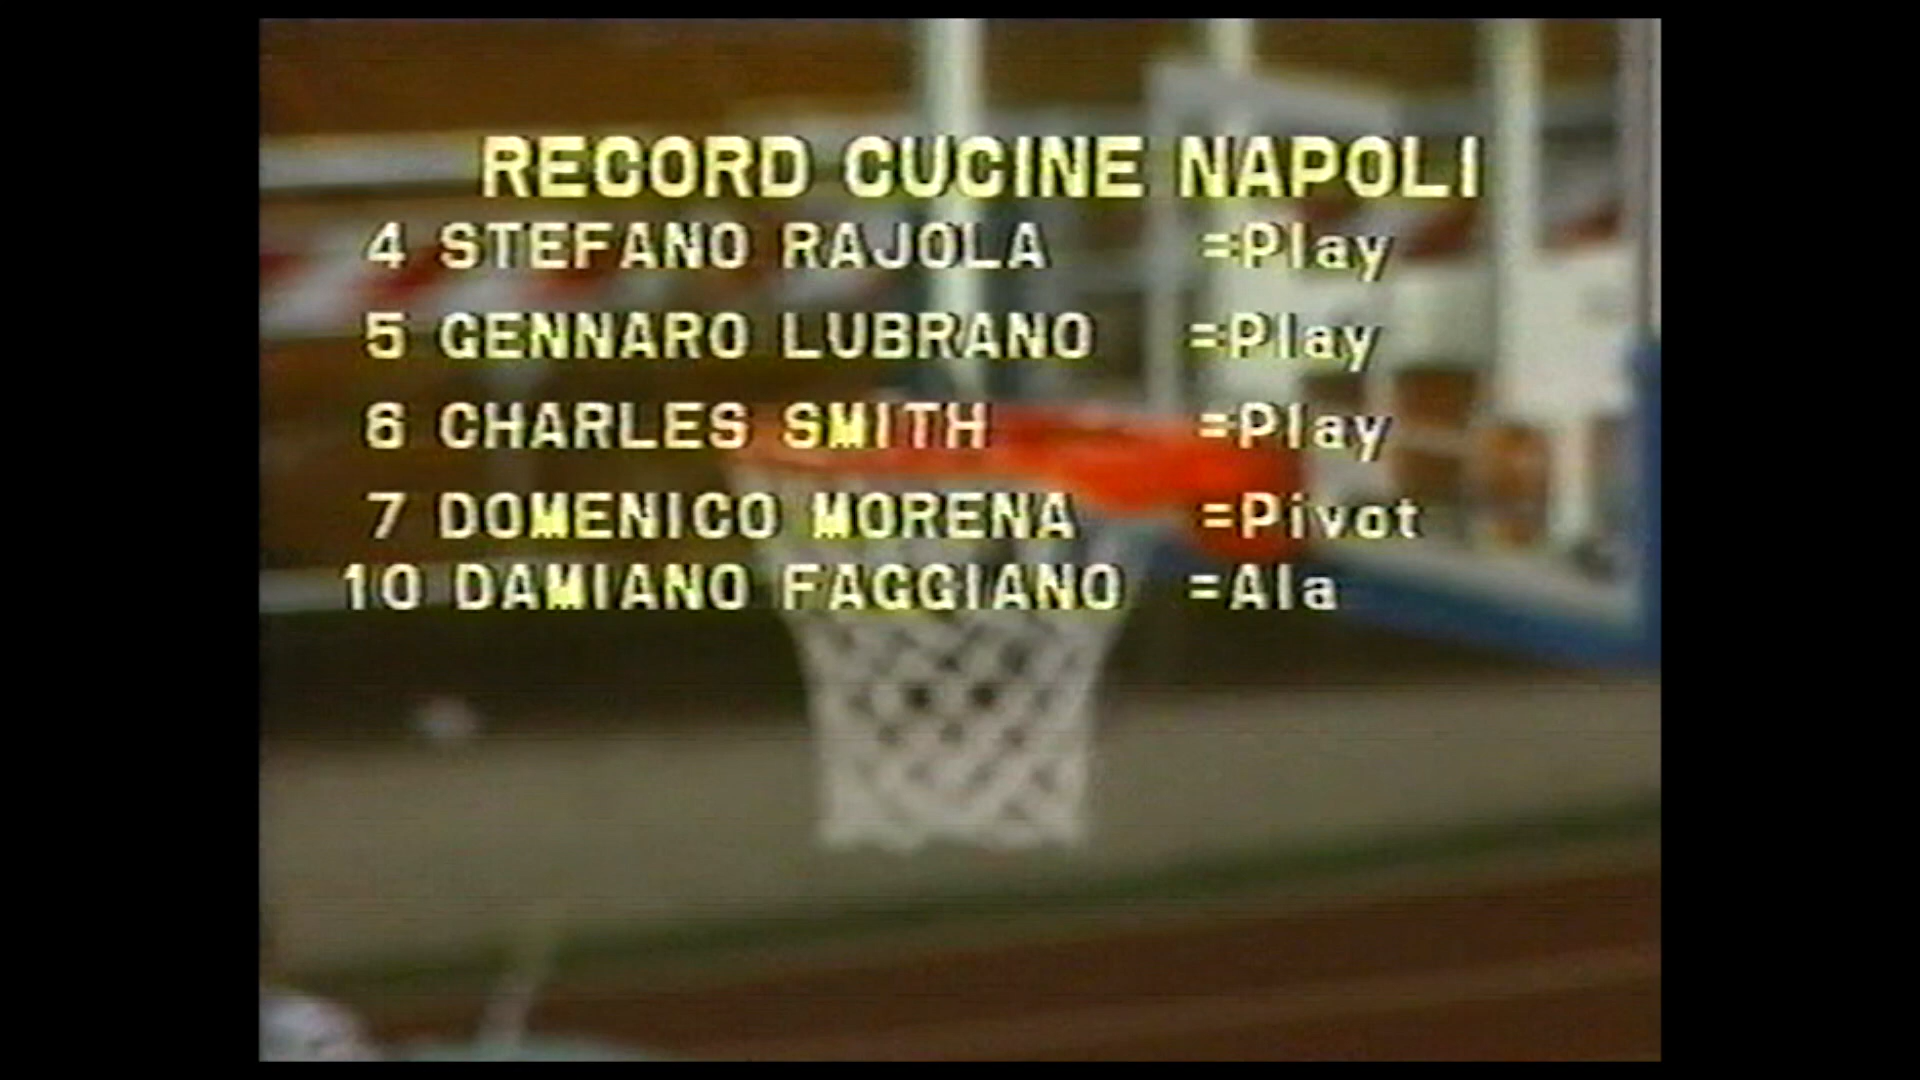 RECORD CUCINE NAPOLI
4 STEFANO RAJOLA =Play
5 GENNARO LUBRANO =Play
6 CHARLES SMITH =Play
7 DOMENICO MORENA =Pivot
10 DAMIANO FAGGIANO =Ala